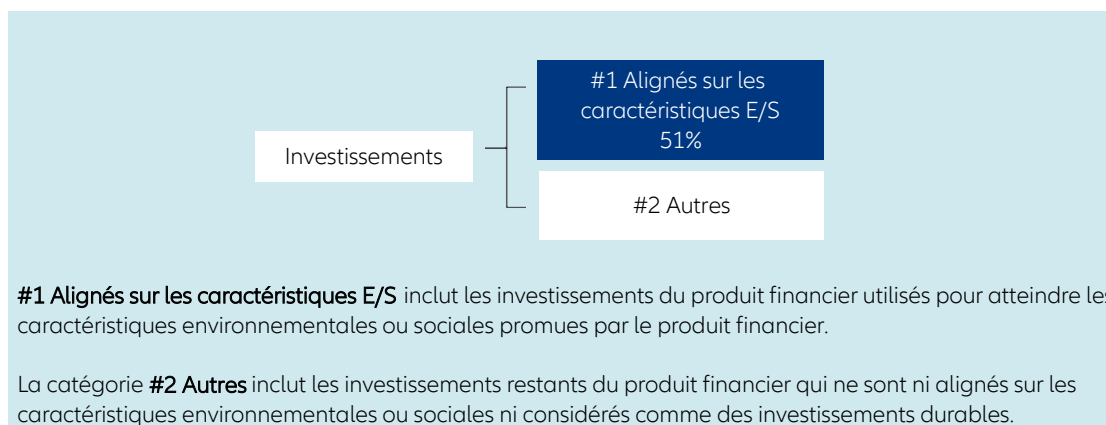 #1 Alignés sur les
caractéristiques E/S
51%
Investissements
#2 Autres
#1 Alignés sur les caractéristiques E/S inclut les investissements du produit financier utilisés pour atteindre les
caractéristiques environnementales ou sociales promues par le produit financier.
La catégorie #2 Autres inclut les investissements restants du produit financier qui ne sont ni alignés sur les
caractéristiques environnementales ou sociales ni considérés comme des investissements durables.